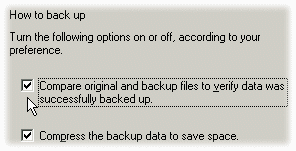 How to back up
Turn the following options on or off, according to your
preference.
Compare original and backup files to verify data was
successfully backed up.
Compress the backup data to save space.